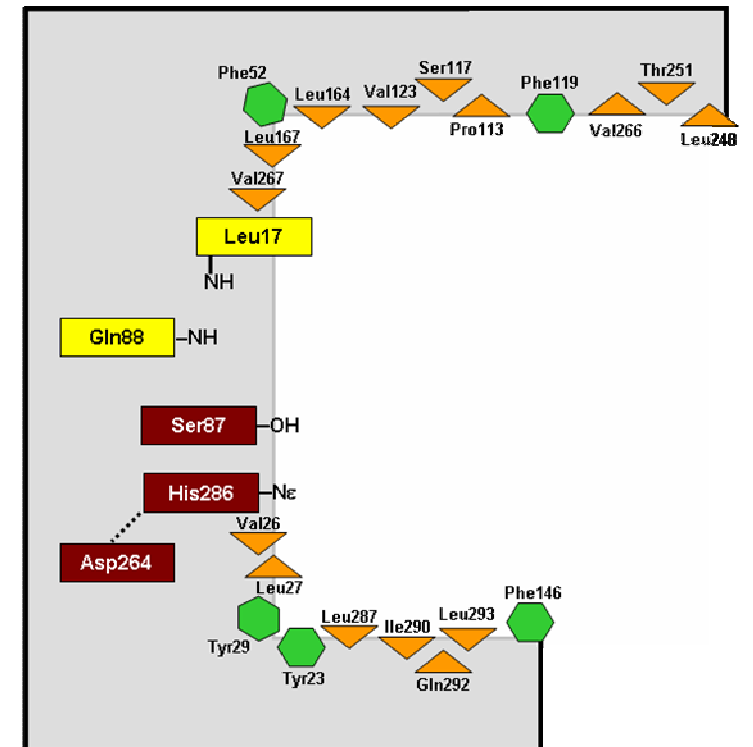 Phe52
Leu164
Val123
Ser117
Pro113
Phe119
Val266
Thr251
Leu248
Leu167
Val267
Leu17
NH
Gln88 –NH
Ser87 –OH
His286 –Nε
Asp264
Val26
Leu27
Tyr29
Tyr23
Leu287
Ile290
Gln292
Leu293
Phe146